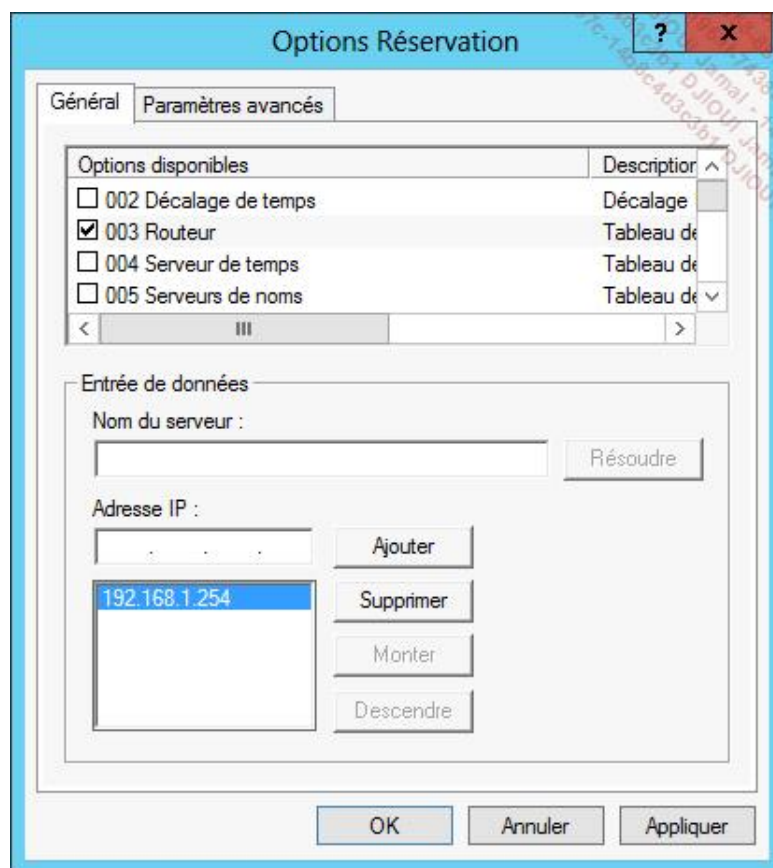 Options Réservation
?
x
Général
Paramètres avancés
Options disponibles
Description
002 Décalage de temps
Décalage
003 Routeur
Tableau de
004 Serveur de temps
Tableau de
005 Serveurs de noms
Tableau de
Entrée de données
Nom du serveur :
Résoudre
Adresse IP :
. . .
Ajouter
192.168.1.254
Supprimer
Monter
Descendre
OK
Annuler
Appliquer